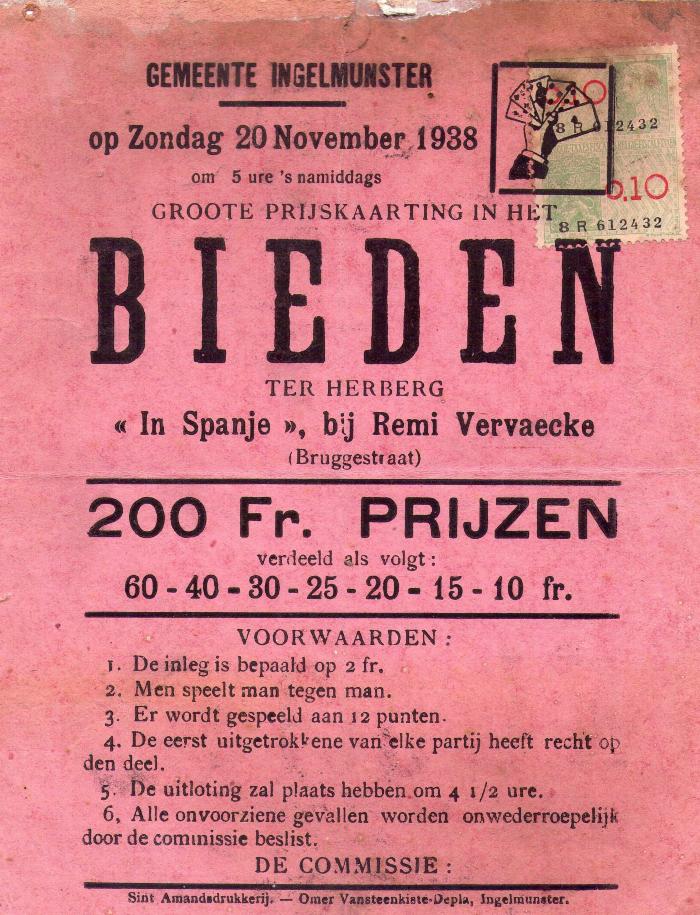 GEMEENTE INGELMUNSTER
op Zondag 20 November 1938
om 5 ure 's namiddags
0.10
8 R 612432
0.10
8 R 612432
GROOTE PRIJSKAARTING IN HET
BIEDEN
TER HERBERG
« In Spanje », bij Remi Vervaecke
(Bruggestraat)
200 Fr. PRIJZEN
verdeeld als volgt :
60 - 40 - 30 - 25 - 20 - 15 - 10 fr.
VOORWAARDEN :
1. De inleg is bepaald op 2 fr.
2. Men speelt man tegen man.
3. Er wordt gespeeld aan 12 punten.
4. De eerst uitgetrokkene van elke partij heeft recht op
den deel.
5. De uitloting zal plaats hebben om 4 1/2 ure.
6, Alle onvoorziene gevallen worden onwederroepelijk
door de commissie beslist.
DE COMMISSIE :
Sint Amandsdrukkerij. — Omer Vansteenkiste-Depla, Ingelmunster.